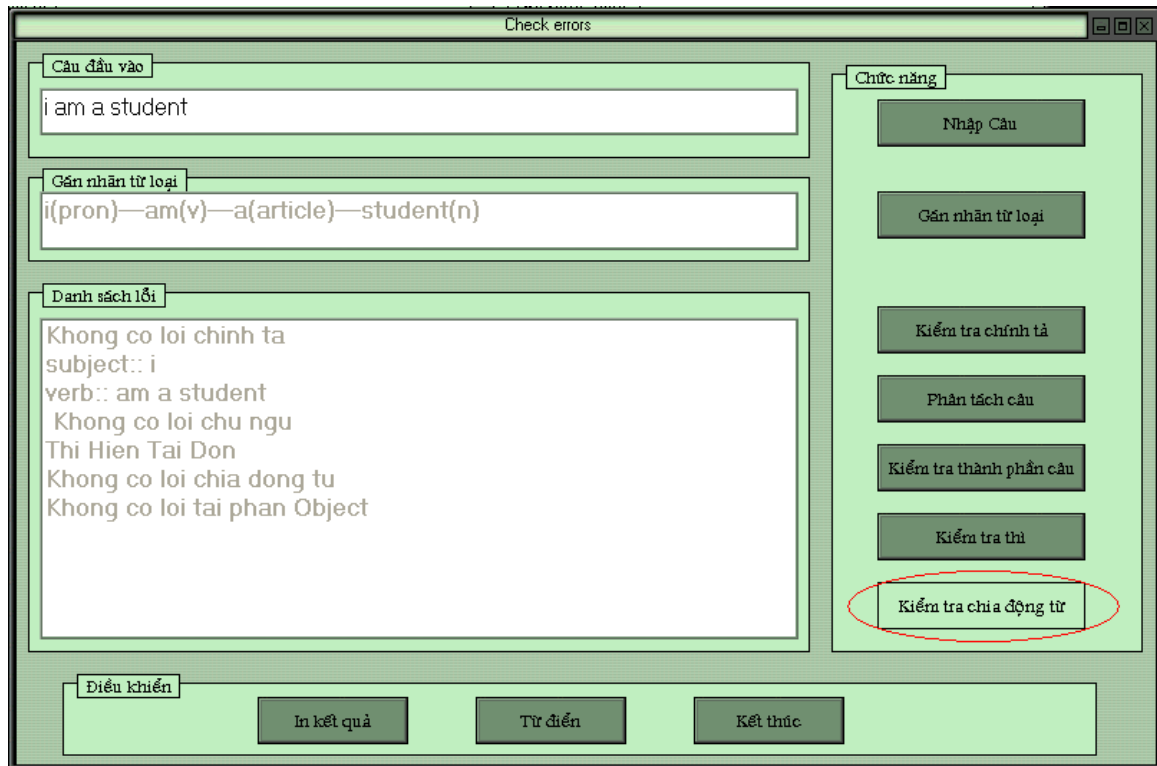 Check errors
Câu đầu vào
i am a student
Gán nhãn từ loại
i(pron)—am(v)—a(article)—student(n)
Danh sách lỗi
Khong co loi chinh ta
subject:: i
verb:: am a student
Khong co loi chu ngu
Thi Hien Tai Don
Khong co loi chia dong tu
Khong co loi tai phan Object
Chức năng
Nhập Câu
Gán nhãn từ loại
Kiểm tra chính tả
Phân tách câu
Kiểm tra thành phần câu
Kiểm tra thì
Kiểm tra chia động từ
Điều khiển
In kết quả
Từ điển
Kết thúc